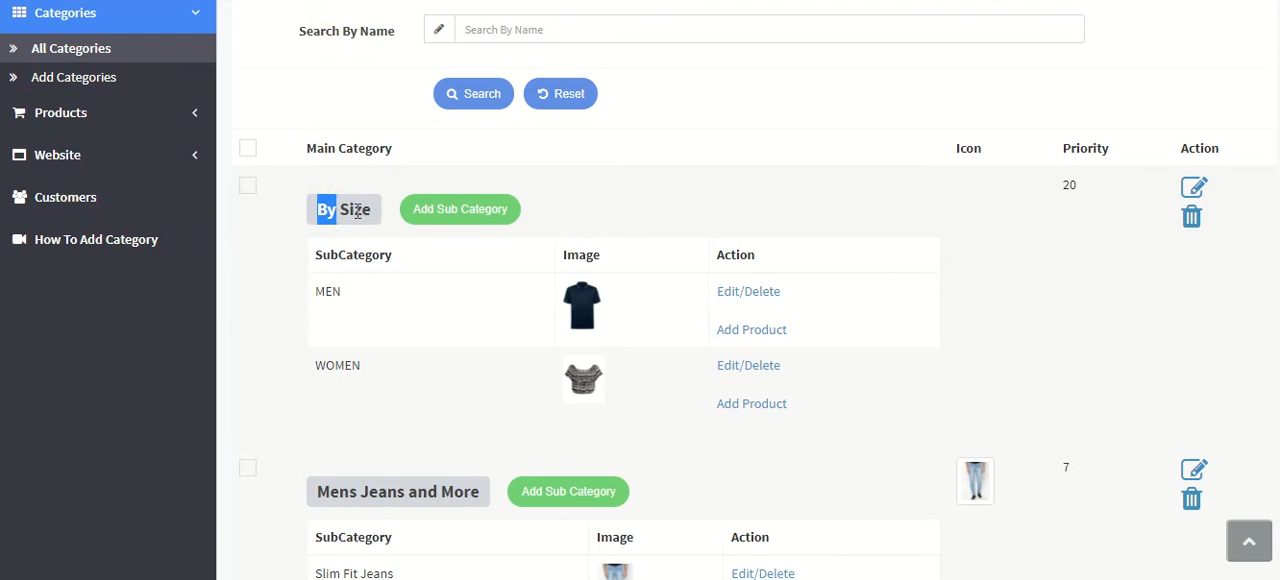 Categories
All Categories
Add Categories
Products
Website
Customers
How To Add Category
Search By Name Search By Name
Search Reset
Main Category Icon Priority Action
By Size Add Sub Category 20
SubCategory Image Action
MEN Edit/Delete
Add Product
WOMEN Edit/Delete
Add Product
Mens Jeans and More Add Sub Category 7
SubCategory Image Action
Slim Fit Jeans Edit/Delete